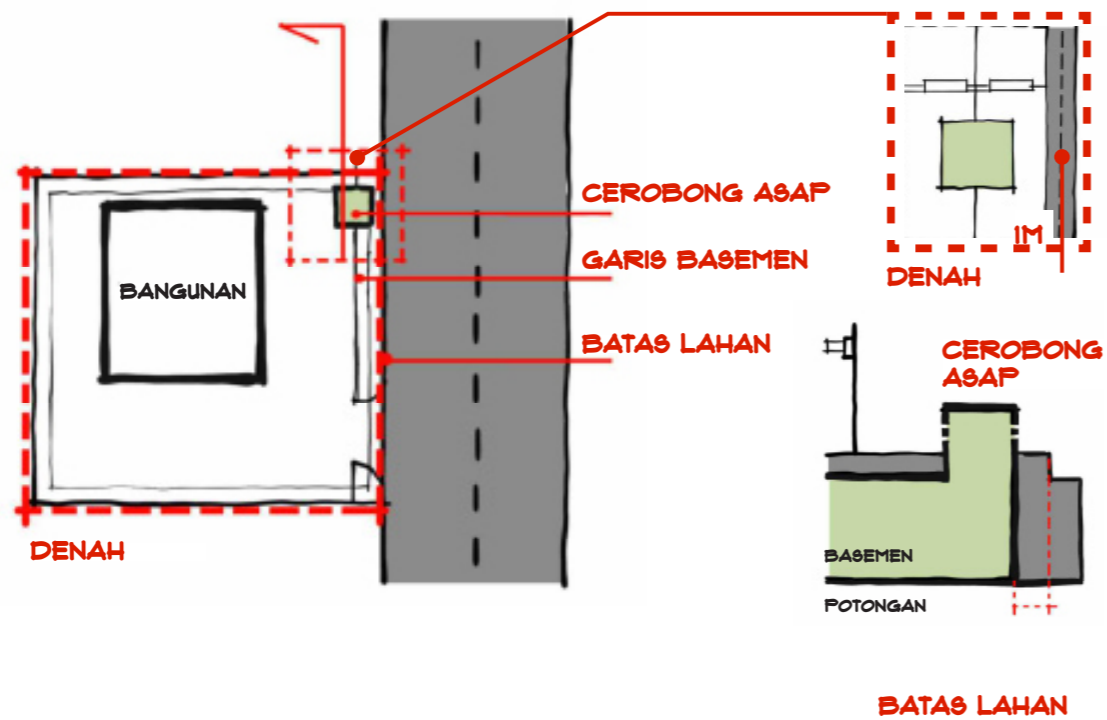 CEROBONG ASAP
GARIS BASEMEN
BANGUNAN
BATAS LAHAN
DENAH
1M
DENAH
CEROBONG
ASAP
BASEMEN
POTONGAN
BATAS LAHAN